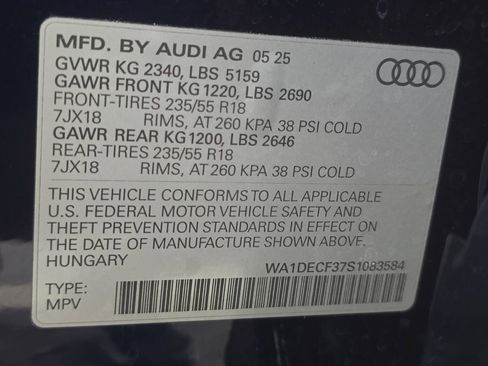 MFD. BY AUDI AG 05 25
GVWR KG 2340, LBS 5159
GAWR FRONT KG 1220, LBS 2690
FRONT-TIRES 235/55 R18
7JX18 RIMS, AT 260 KPA 38 PSI COLD
GAWR REAR KG 1200, LBS 2646
REAR-TIRES 235/55 R18
7JX18 RIMS, AT 260 KPA 38 PSI COLD
THIS VEHICLE CONFORMS TO ALL APPLICABLE
U.S. FEDERAL MOTOR VEHICLE SAFETY AND
THEFT PREVENTION STANDARDS IN EFFECT ON
THE DATE OF MANUFACTURE SHOWN ABOVE.
HUNGARY WA1DECF37S1083584
TYPE:
MPV